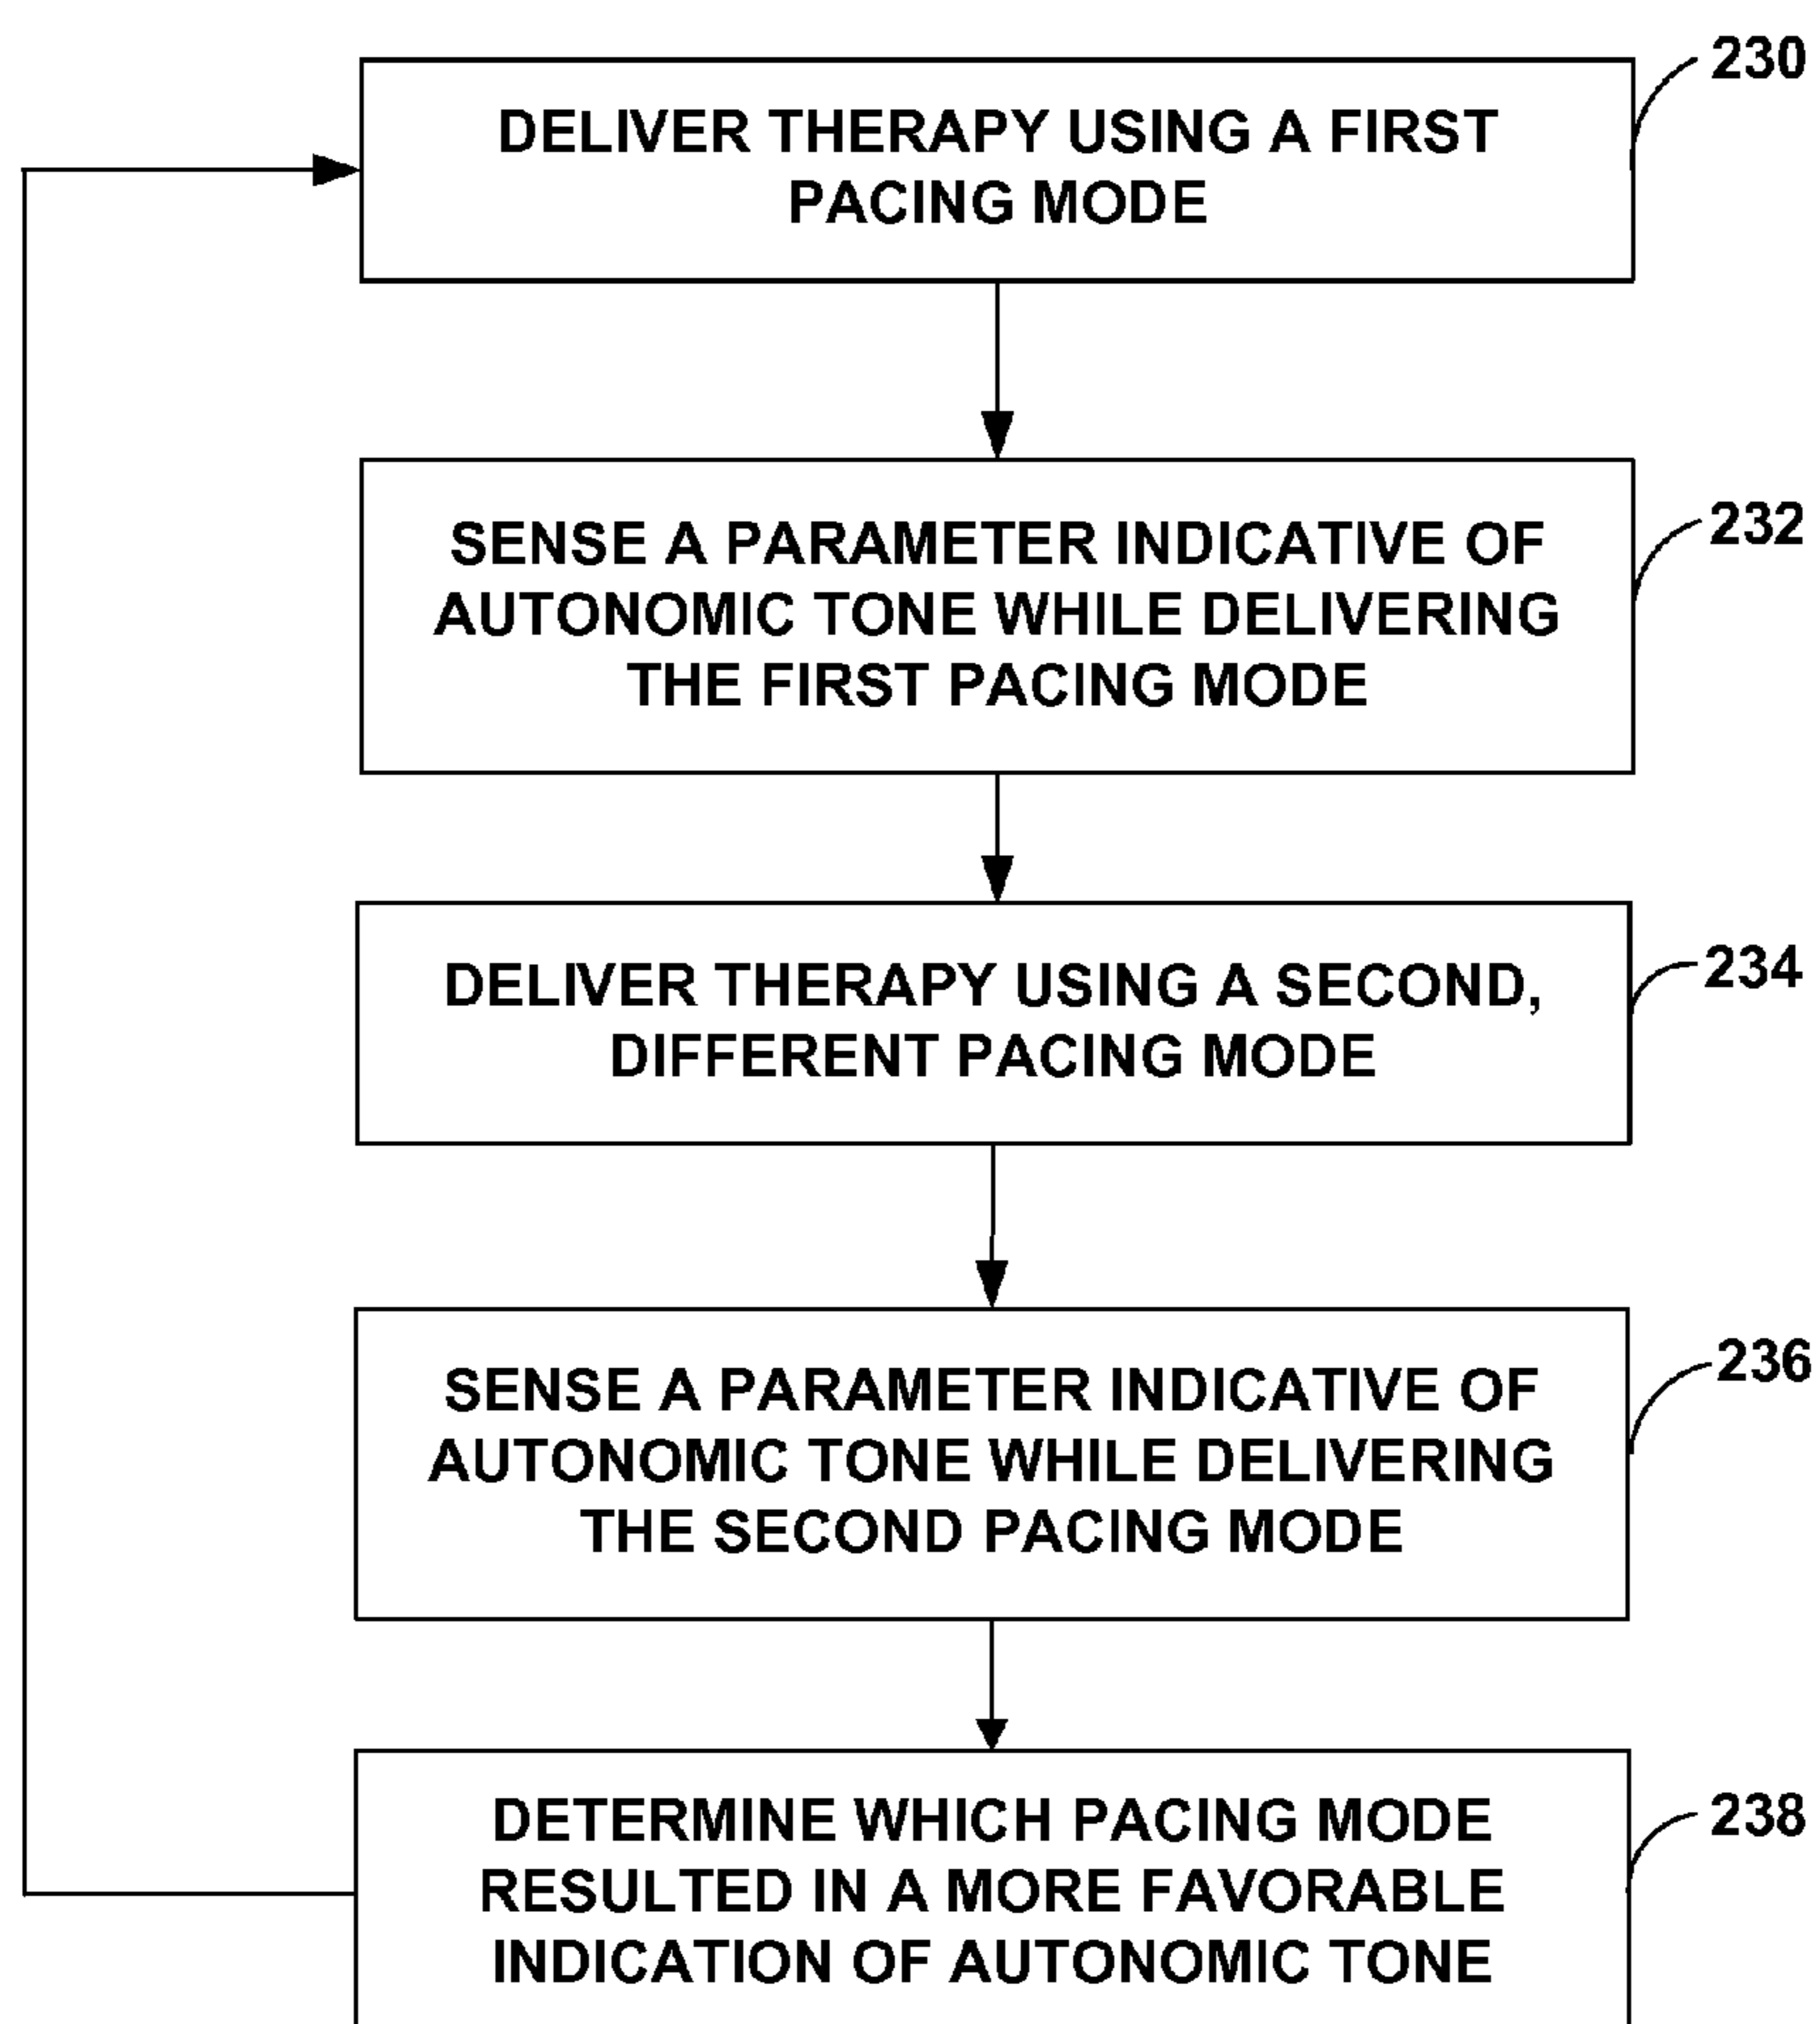 230
DELIVER THERAPY USING A FIRST
PACING MODE
232
SENSE A PARAMETER INDICATIVE OF
AUTONOMIC TONE WHILE DELIVERING
THE FIRST PACING MODE
234
DELIVER THERAPY USING A SECOND,
DIFFERENT PACING MODE
236
SENSE A PARAMETER INDICATIVE OF
AUTONOMIC TONE WHILE DELIVERING
THE SECOND PACING MODE
238
DETERMINE WHICH PACING MODE
RESULTED IN A MORE FAVORABLE
INDICATION OF AUTONOMIC TONE